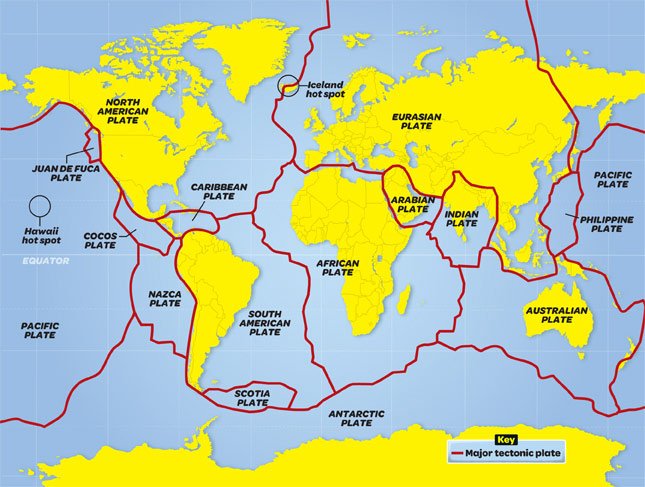 Iceland
hot spot
NORTH
AMERICAN
PLATE
EURASIAN
PLATE
JUAN DE FUCA
PLATE
CARIBBEAN
PLATE
PACIFIC
PLATE
ARABIAN
PLATE
INDIAN
PLATE
PHILIPPINE
PLATE
Hawaii
hot spot
COCOS
PLATE
EQUATOR
AFRICAN
PLATE
NAZCA
PLATE
SOUTH
AMERICAN
PLATE
AUSTRALIAN
PLATE
PACIFIC
PLATE
SCOTIA
PLATE
ANTARCTIC
PLATE
Key
Major tectonic plate